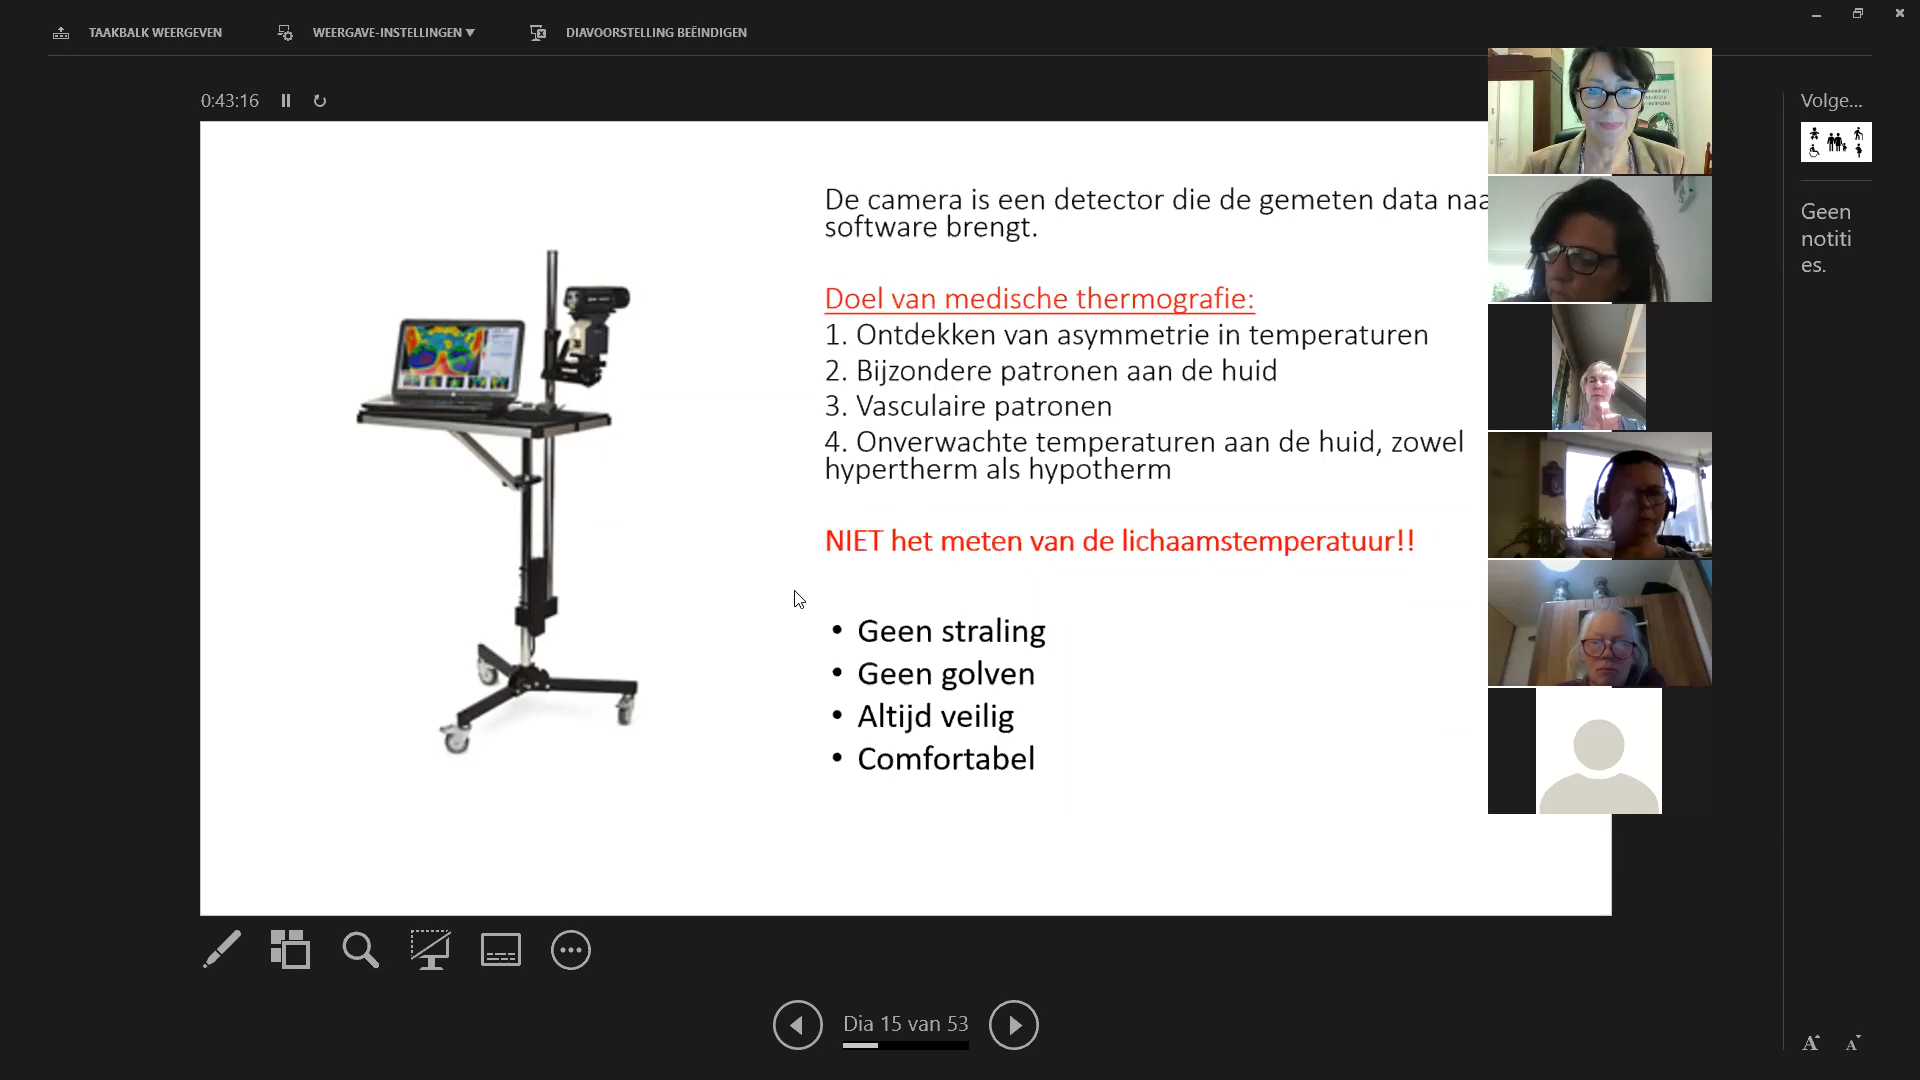 TAAKBALK WEERGEVEN
WEERGAVE-INSTELLINGEN ▼
DIAVOORSTELLING BEËINDIGEN
0:43:16
Volge...
De camera is een detector die de gemeten data naa
software brengt.
Doel van medische thermografie:
1. Ontdekken van asymmetrie in temperaturen
2. Bijzondere patronen aan de huid
3. Vasculaire patronen
4. Onverwachte temperaturen aan de huid, zowel
hypertherm als hypotherm
NIET het meten van de lichaamstemperatuur!!
• Geen straling
• Geen golven
• Altijd veilig
• Comfortabel
Geen
notiti
es.
Dia 15 van 53
A
A